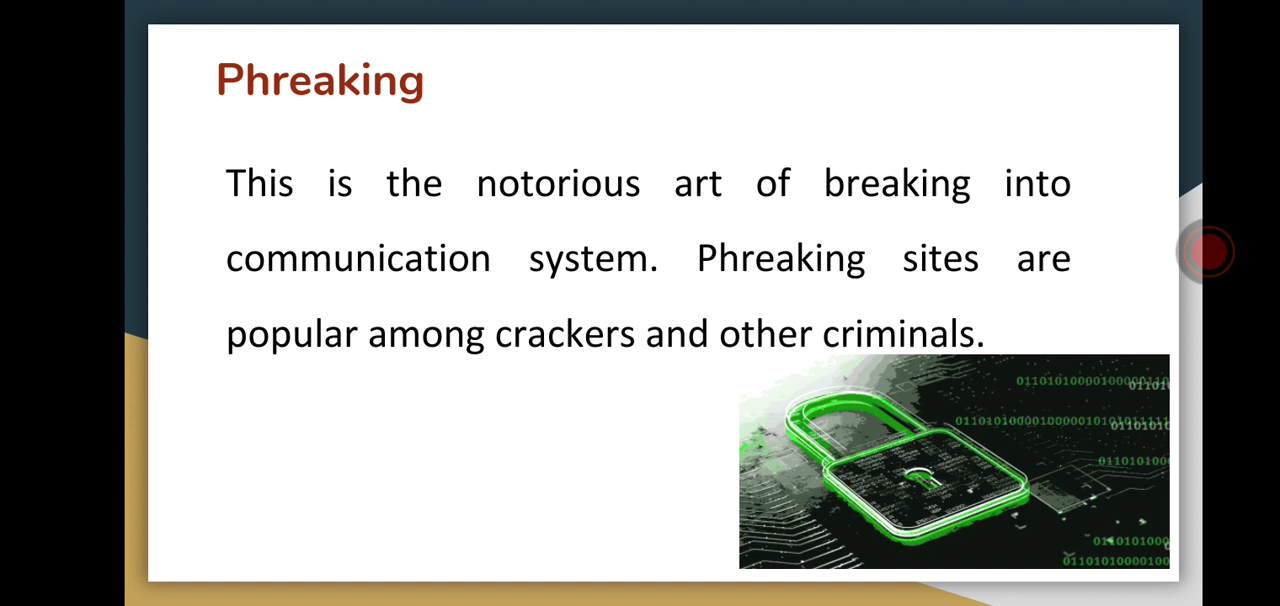 Phreaking
This is the notorious art of breaking into
communication system. Phreaking sites are
popular among crackers and other criminals.